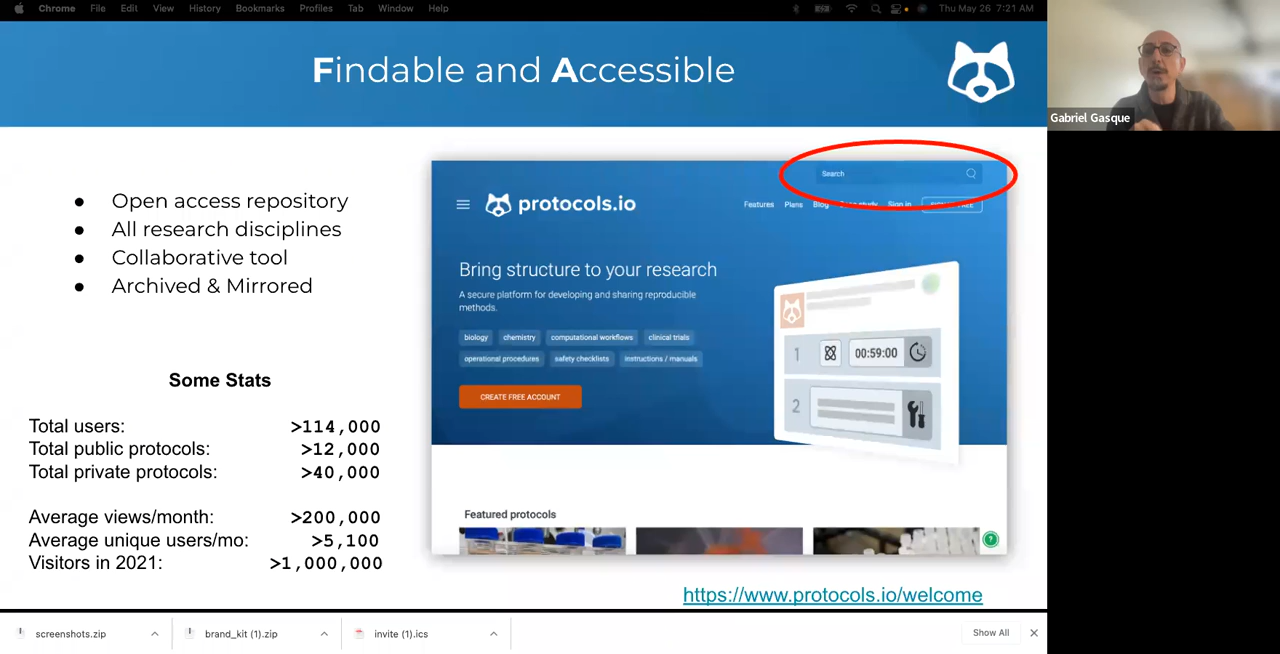 Chrome File Edit View History Bookmarks Profiles Tab Window Help Thu May 26 7:21 AM
Findable and Accessible
Gabriel Gasque
● Open access repository
● All research disciplines
● Collaborative tool
● Archived & Mirrored
Some Stats
Total users: >114,000
Total public protocols: >12,000
Total private protocols: >40,000
Average views/month: >200,000
Average unique users/mo: >5,100
Visitors in 2021: >1,000,000
Search
protocols.io
Features Plans Blog Sign in
Bring structure to your research
A secure platform for developing and sharing reproducible
methods.
biology chemistry computational workflows clinical trials
operational procedures safety checklists instructions / manuals
CREATE FREE ACCOUNT
1 00:59:00
2
Featured protocols
?
https://www.protocols.io/welcome
screenshots.zip brand_kit (1).zip invite (1).ics Show All